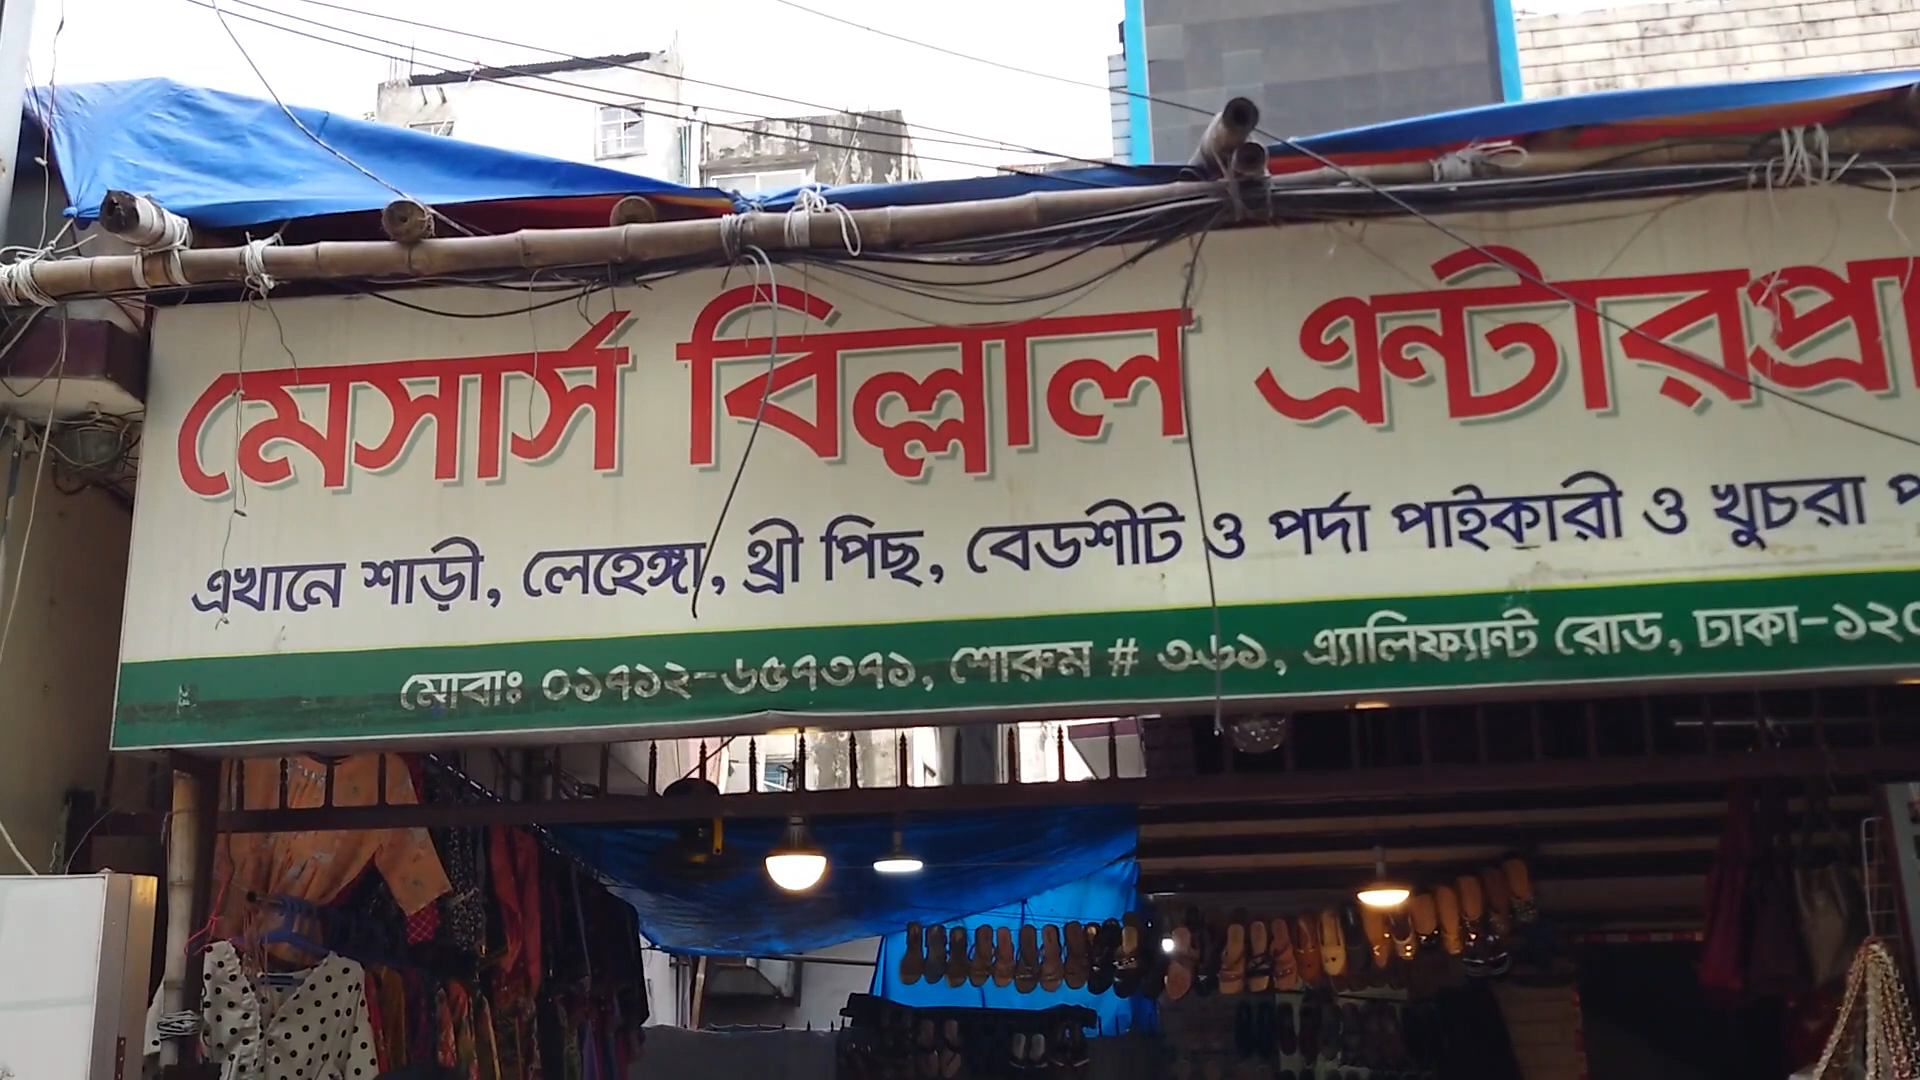 মেসার্স বিল্লাল এন্টারপ্রা
এখানে শাড়ী, লেহেঙ্গা, থ্রী পিছ, বেডশীট ও পর্দা পাইকারী ও খুচরা প
মোবাঃ ০১৭১২-৬৫৭৩৭১, শোরুম # ৩৬১, এ্যালিফ্যান্ট রোড, ঢাকা-১২০